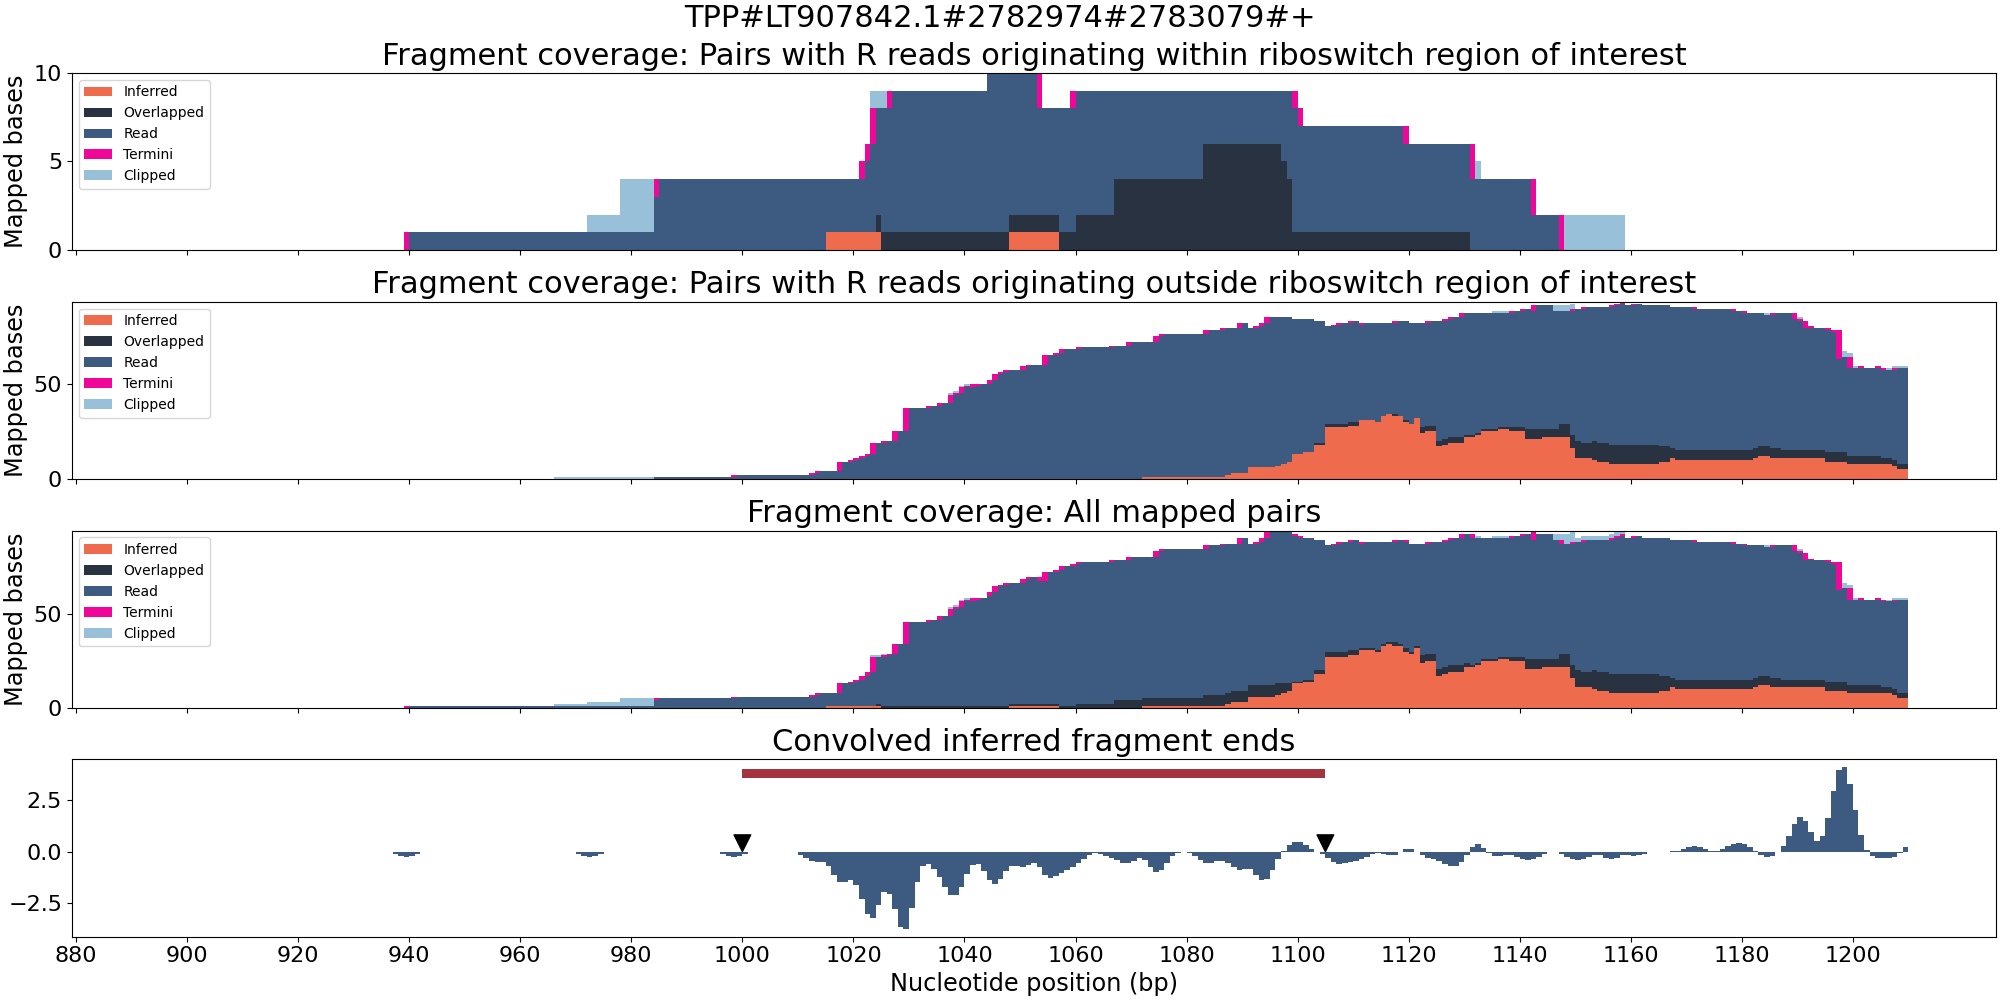 TPP#LT907842.1#2782974#2783079#+
Fragment coverage: Pairs with R reads originating within riboswitch region of interest
Mapped bases
10
5
0
Inferred
Overlapped
Read
Termini
Clipped
Fragment coverage: Pairs with R reads originating outside riboswitch region of interest
Mapped bases
50
0
Inferred
Overlapped
Read
Termini
Clipped
Fragment coverage: All mapped pairs
Mapped bases
50
0
Inferred
Overlapped
Read
Termini
Clipped
Convolved inferred fragment ends
2.5
0.0
−2.5
880 900 920 940 960 980 1000 1020 1040 1060 1080 1100 1120 1140 1160 1180 1200
Nucleotide position (bp)